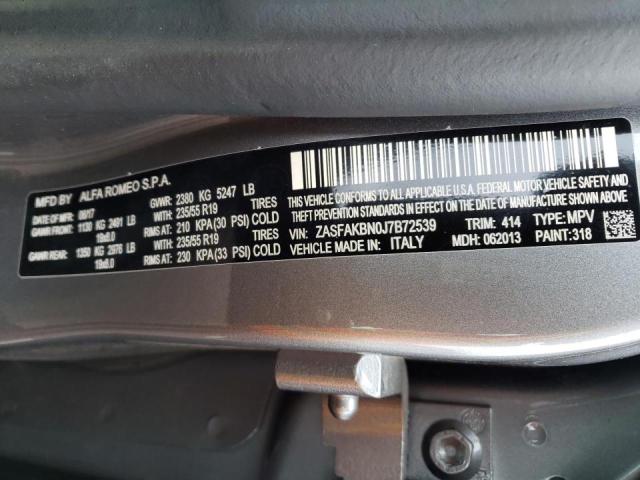 MFD BY ALFA ROMEO S.P.A.
08/17 GVWR: 2380 KG 5247 LB
GAWR FRONT: WITH TIRES
1130 KG 2491 LB 235/55 R19
19x8.0 RIMS AT: 210 KPA (30 PSI) COLD
GAWR REAR: WITH TIRES
1350 KG 2976 LB 235/55 R19
19x8.0 RIMS AT: 230 KPA(33 PSI) COLD
THIS VEHICLE CONFORMS TO ALL APPLICABLE U.S.A. FEDERAL MOTOR VEHICLE SAFETY,
BUMPER, AND THEFT PREVENTION STANDARDS IN EFFECT ON THE DATE OF MANUFACTURE SHOWN ABOVE.
VIN: ZASFAKBN0J7B72539 TRIM: 414 TYPE: MPV
VEHICLE MADE IN: ITALY MDH: 062013 PAINT:318